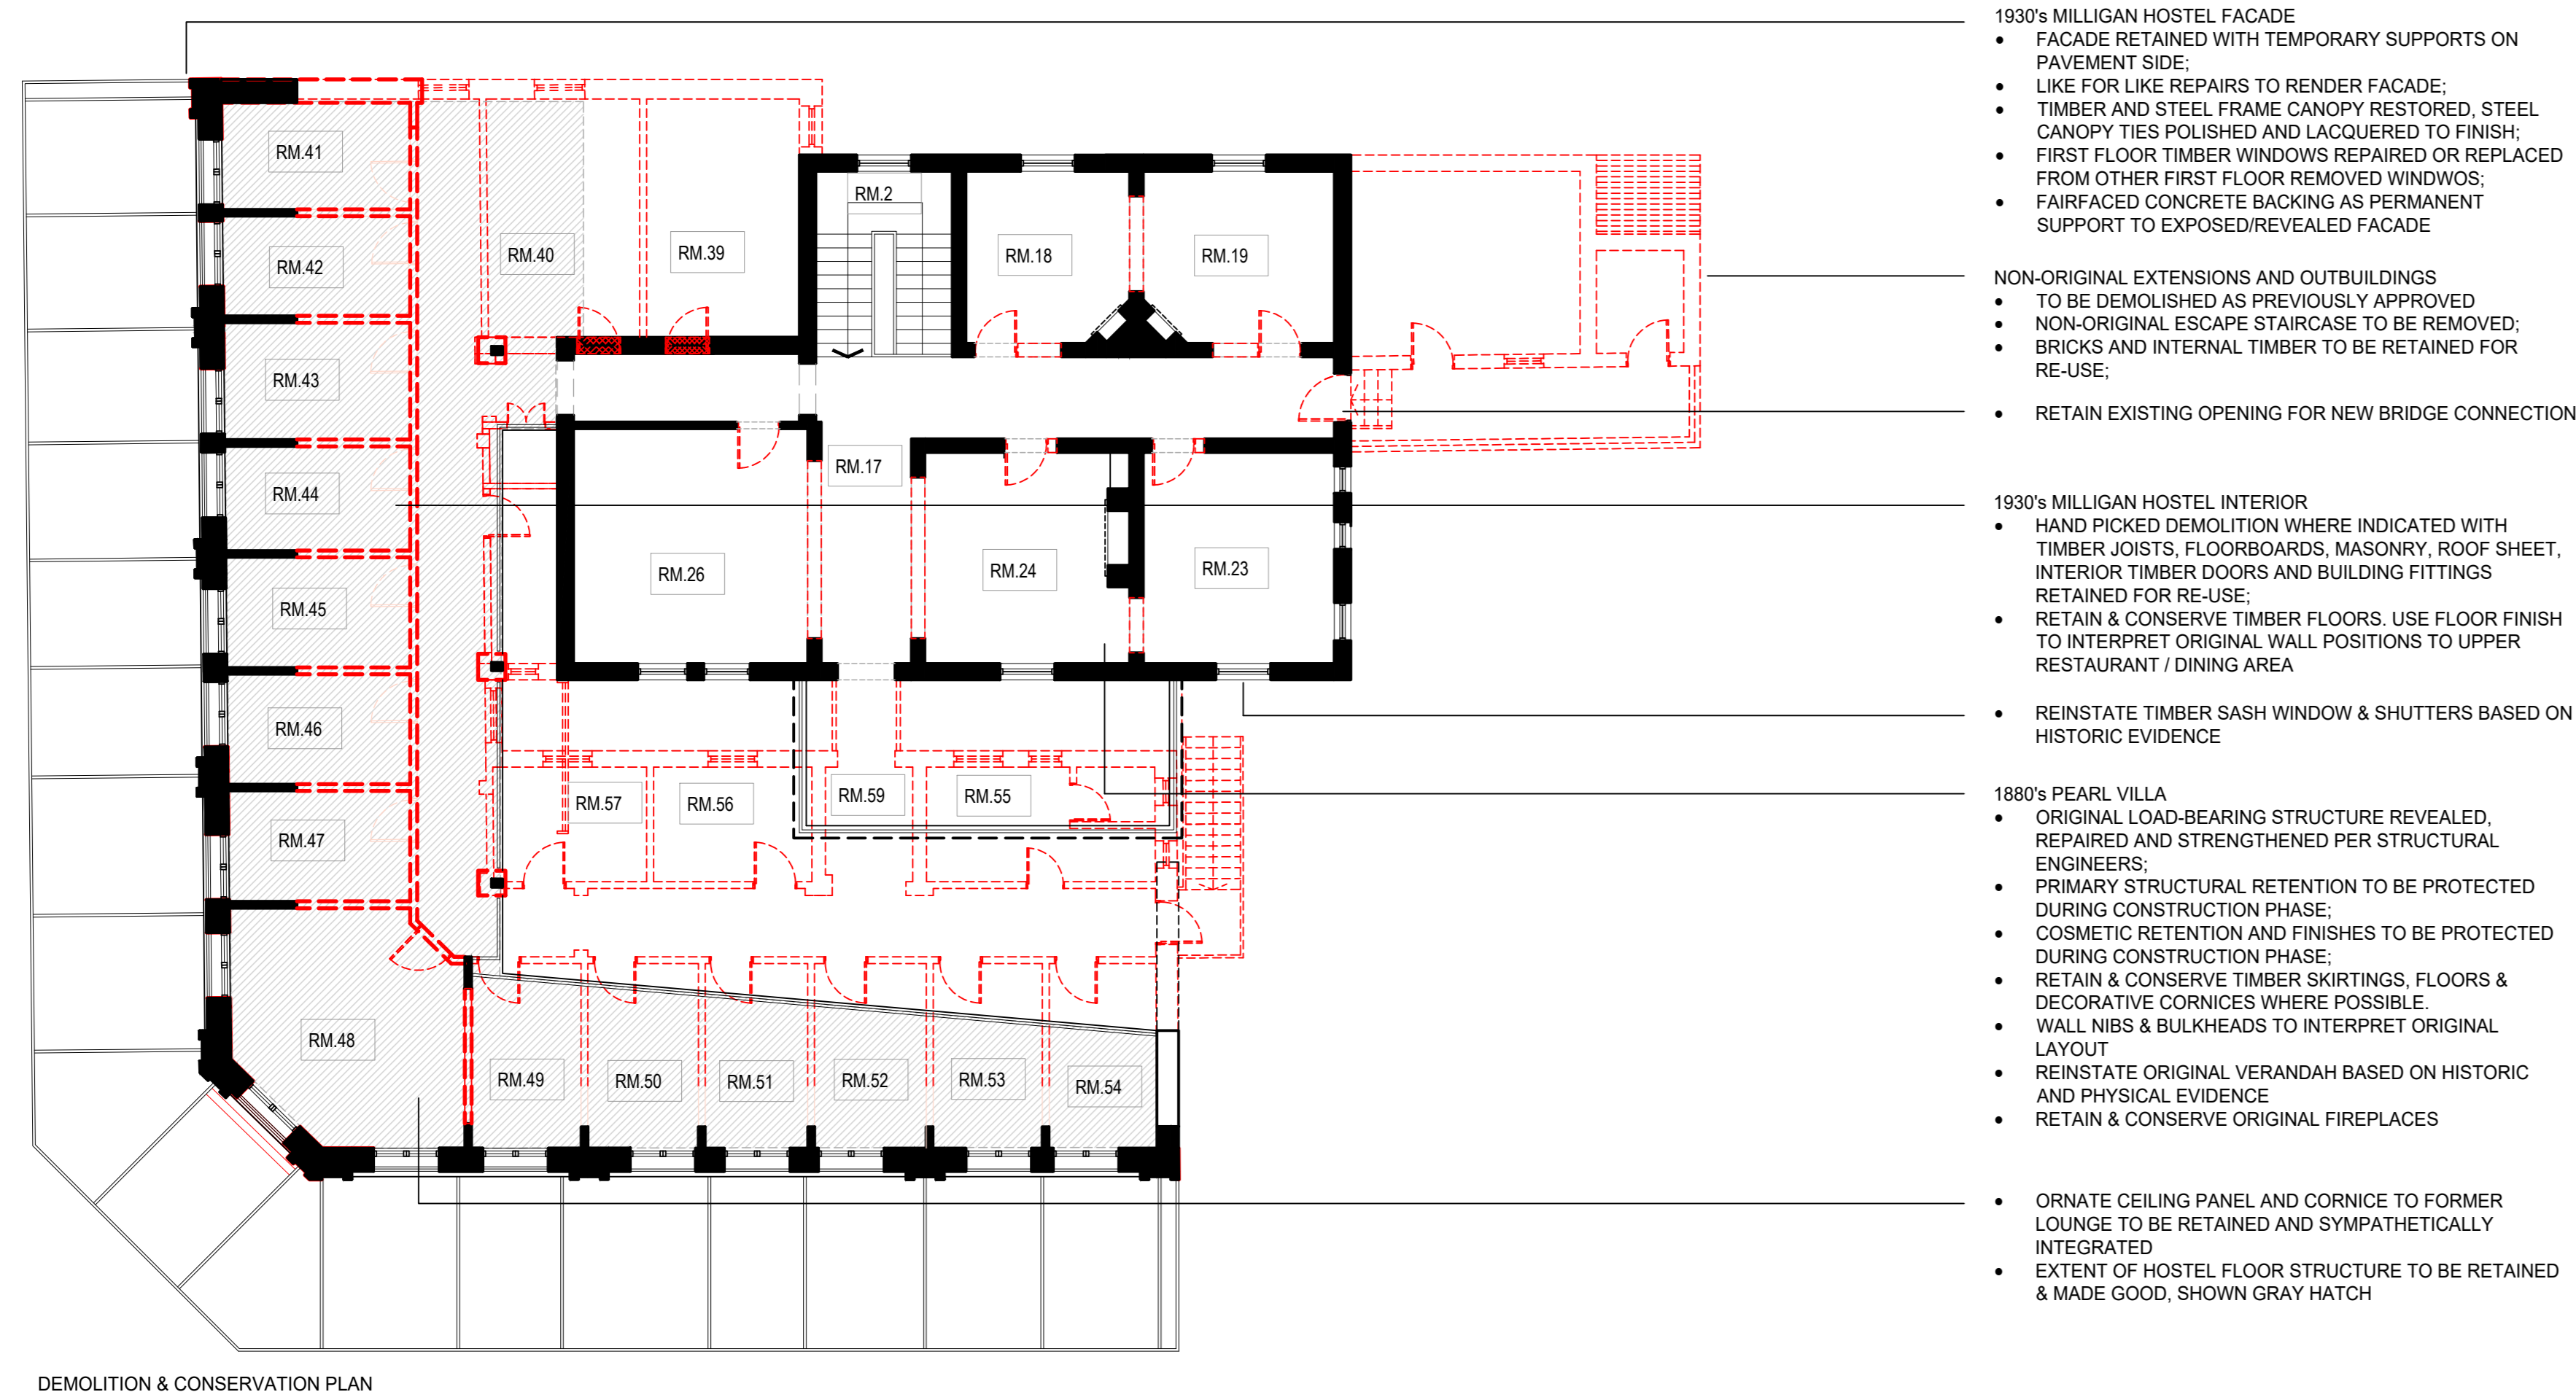 1930's MILLIGAN HOSTEL FACADE
• FACADE RETAINED WITH TEMPORARY SUPPORTS ON
PAVEMENT SIDE;
• LIKE FOR LIKE REPAIRS TO RENDER FACADE;
• TIMBER AND STEEL FRAME CANOPY RESTORED, STEEL
CANOPY TIES POLISHED AND LACQUERED TO FINISH;
• FIRST FLOOR TIMBER WINDOWS REPAIRED OR REPLACED
FROM OTHER FIRST FLOOR REMOVED WINDWOS;
• FAIRFACED CONCRETE BACKING AS PERMANENT
SUPPORT TO EXPOSED/REVEALED FACADE
NON-ORIGINAL EXTENSIONS AND OUTBUILDINGS
• TO BE DEMOLISHED AS PREVIOUSLY APPROVED
• NON-ORIGINAL ESCAPE STAIRCASE TO BE REMOVED;
• BRICKS AND INTERNAL TIMBER TO BE RETAINED FOR
RE-USE;
• RETAIN EXISTING OPENING FOR NEW BRIDGE CONNECTION
1930's MILLIGAN HOSTEL INTERIOR
• HAND PICKED DEMOLITION WHERE INDICATED WITH
TIMBER JOISTS, FLOORBOARDS, MASONRY, ROOF SHEET,
INTERIOR TIMBER DOORS AND BUILDING FITTINGS
RETAINED FOR RE-USE;
• RETAIN & CONSERVE TIMBER FLOORS. USE FLOOR FINISH
TO INTERPRET ORIGINAL WALL POSITIONS TO UPPER
RESTAURANT / DINING AREA
• REINSTATE TIMBER SASH WINDOW & SHUTTERS BASED ON
HISTORIC EVIDENCE
1880's PEARL VILLA
• ORIGINAL LOAD-BEARING STRUCTURE REVEALED,
REPAIRED AND STRENGTHENED PER STRUCTURAL
ENGINEERS;
• PRIMARY STRUCTURAL RETENTION TO BE PROTECTED
DURING CONSTRUCTION PHASE;
• COSMETIC RETENTION AND FINISHES TO BE PROTECTED
DURING CONSTRUCTION PHASE;
• RETAIN & CONSERVE TIMBER SKIRTINGS, FLOORS &
DECORATIVE CORNICES WHERE POSSIBLE.
• WALL NIBS & BULKHEADS TO INTERPRET ORIGINAL
LAYOUT
• REINSTATE ORIGINAL VERANDAH BASED ON HISTORIC
AND PHYSICAL EVIDENCE
• RETAIN & CONSERVE ORIGINAL FIREPLACES
• ORNATE CEILING PANEL AND CORNICE TO FORMER
LOUNGE TO BE RETAINED AND SYMPATHETICALLY
INTEGRATED
• EXTENT OF HOSTEL FLOOR STRUCTURE TO BE RETAINED
& MADE GOOD, SHOWN GRAY HATCH
RM.41
RM.2
RM.42
RM.40
RM.39
RM.18
RM.19
RM.43
RM.17
RM.44
RM.26
RM.24
RM.23
RM.45
RM.46
RM.57
RM.56
RM.59
RM.55
RM.47
RM.48
RM.49
RM.50
RM.51
RM.52
RM.53
RM.54
DEMOLITION & CONSERVATION PLAN